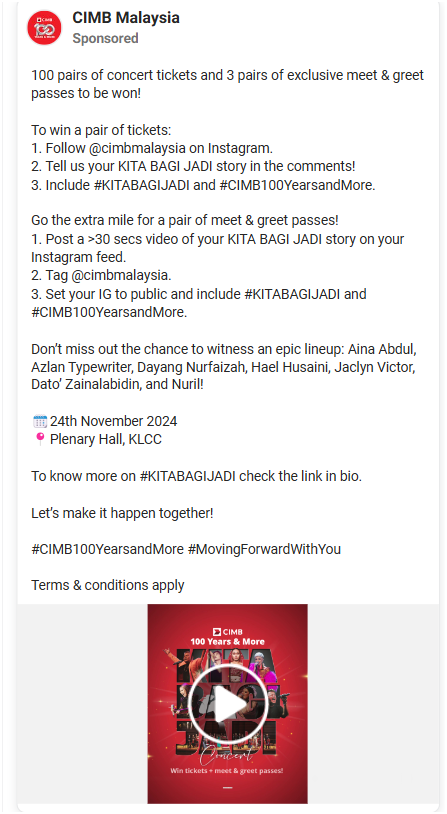 CIMB
100
YEARS & MORE
CIMB Malaysia
Sponsored
100 pairs of concert tickets and 3 pairs of exclusive meet & greet
passes to be won!
To win a pair of tickets:
1. Follow @cimbmalaysia on Instagram.
2. Tell us your KITA BAGI JADI story in the comments!
3. Include #KITABAGIJADI and #CIMB100YearsandMore.
Go the extra mile for a pair of meet & greet passes!
1. Post a >30 secs video of your KITA BAGI JADI story on your
Instagram feed.
2. Tag @cimbmalaysia.
3. Set your IG to public and include #KITABAGIJADI and
#CIMB100YearsandMore.
Don’t miss out the chance to witness an epic lineup: Aina Abdul,
Azlan Typewriter, Dayang Nurfaizah, Hael Husaini, Jaclyn Victor,
Dato’ Zainalabidin, and Nuril!
24th November 2024
Plenary Hall, KLCC
To know more on #KITABAGIJADI check the link in bio.
Let’s make it happen together!
#CIMB100YearsandMore #MovingForwardWithYou
Terms & conditions apply
CIMB
100 Years & More
KITA
BAGI
JADI
Concert
Win tickets + meet & greet passes!